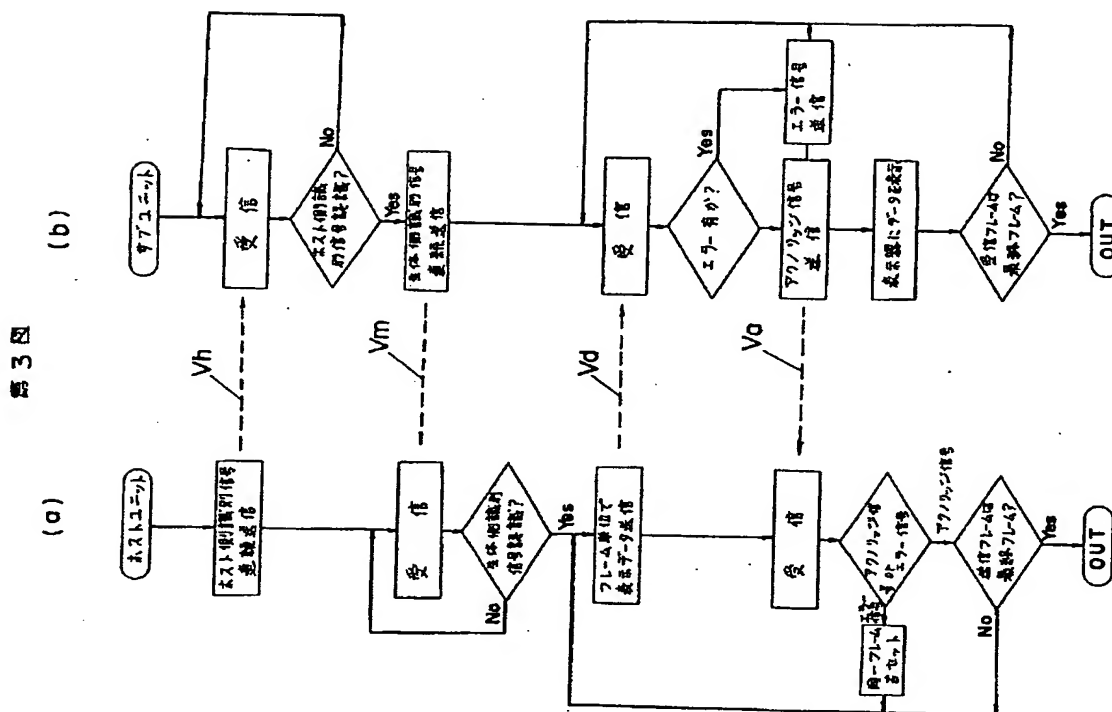 第3図
(a)
ホストユニット
ホスト側識別信号
連続送信
受 信
生体側識別
信号認識?
No
Yes
フレーム単位で
表示データ送信
受 信
アクノリッジ信
号orエラー信号
エラー信号
アクノリッジ信号
同一フレーム
セット
送信フレームは
最終フレーム?
No
Yes
OUT
Vh
Vm
Vd
Va
(b)
サブユニット
受 信
ホスト側識
別信号認識?
No
Yes
生体側識別信号
連続送信
受 信
エラー有か?
Yes
エラー信号
送信
アクノリッジ信号
送 信
表示器にデータを表示
受信フレームは
最終フレーム?
No
Yes
OUT